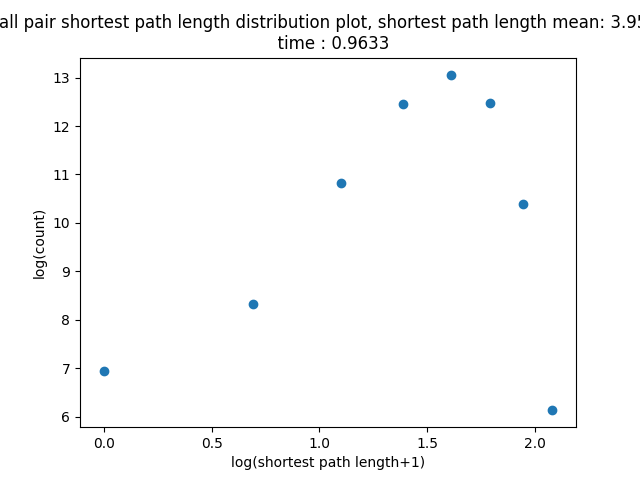 all pair shortest path length distribution plot, shortest path length mean: 3.95
time : 0.9633
13
12
11
10
9
8
7
6
log(count)
0.0 0.5 1.0 1.5 2.0
log(shortest path length+1)